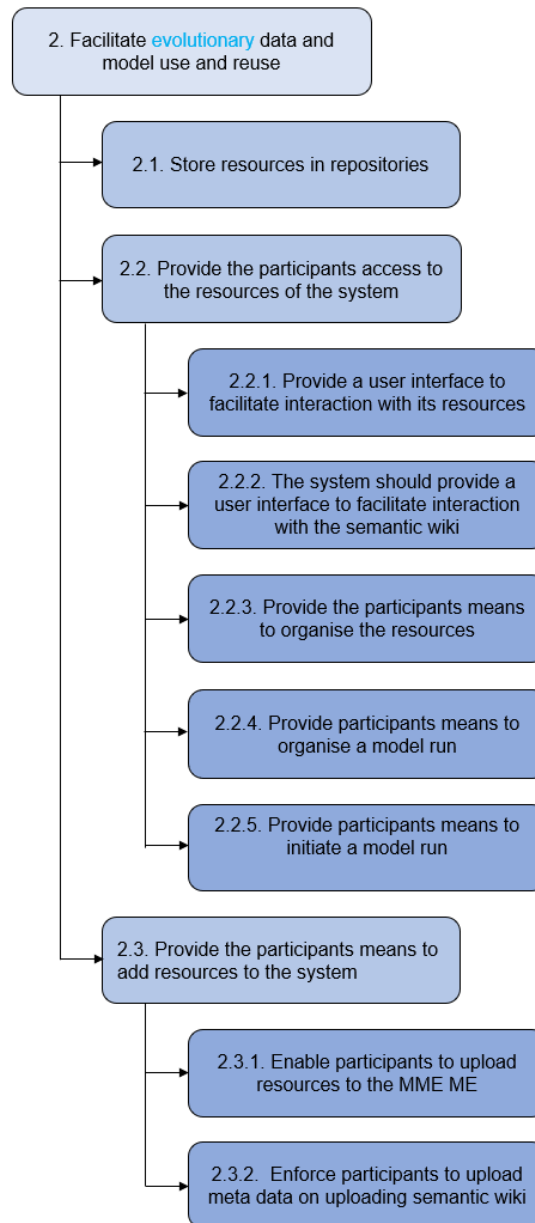 2. Facilitate evolutionary data and
model use and reuse
2.1. Store resources in repositories
2.2. Provide the participants access to
the resources of the system
2.2.1. Provide a user interface to
facilitate interaction with its resources
2.2.2. The system should provide a
user interface to facilitate interaction
with the semantic wiki
2.2.3. Provide the participants means
to organise the resources
2.2.4. Provide participants means to
organise a model run
2.2.5. Provide participants means to
initiate a model run
2.3. Provide the participants means to
add resources to the system
2.3.1. Enable participants to upload
resources to the MME ME
2.3.2. Enforce participants to upload
meta data on uploading semantic wiki